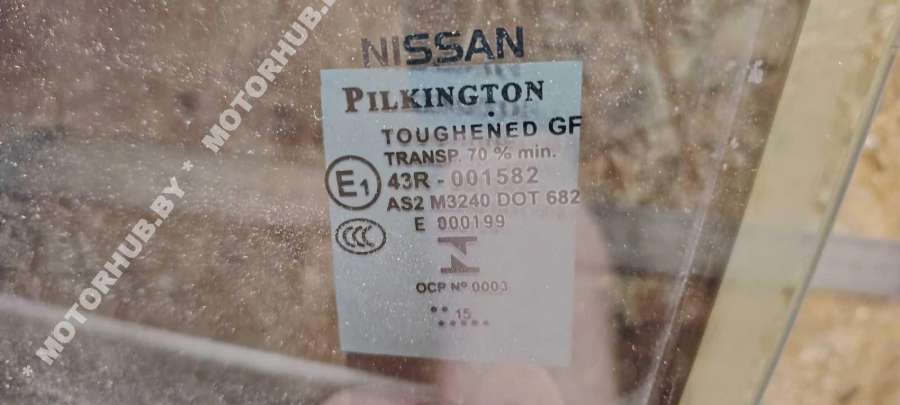 NISSAN
PILKINGTON
TOUGHENED GF
TRANSP. 70 % min.
E1 43R - 001582
AS2 M3240 DOT 682
E 000199
CCC
OCP Nº 0003
15
* MOTORHUB.BY * MOTORHUB.BY *